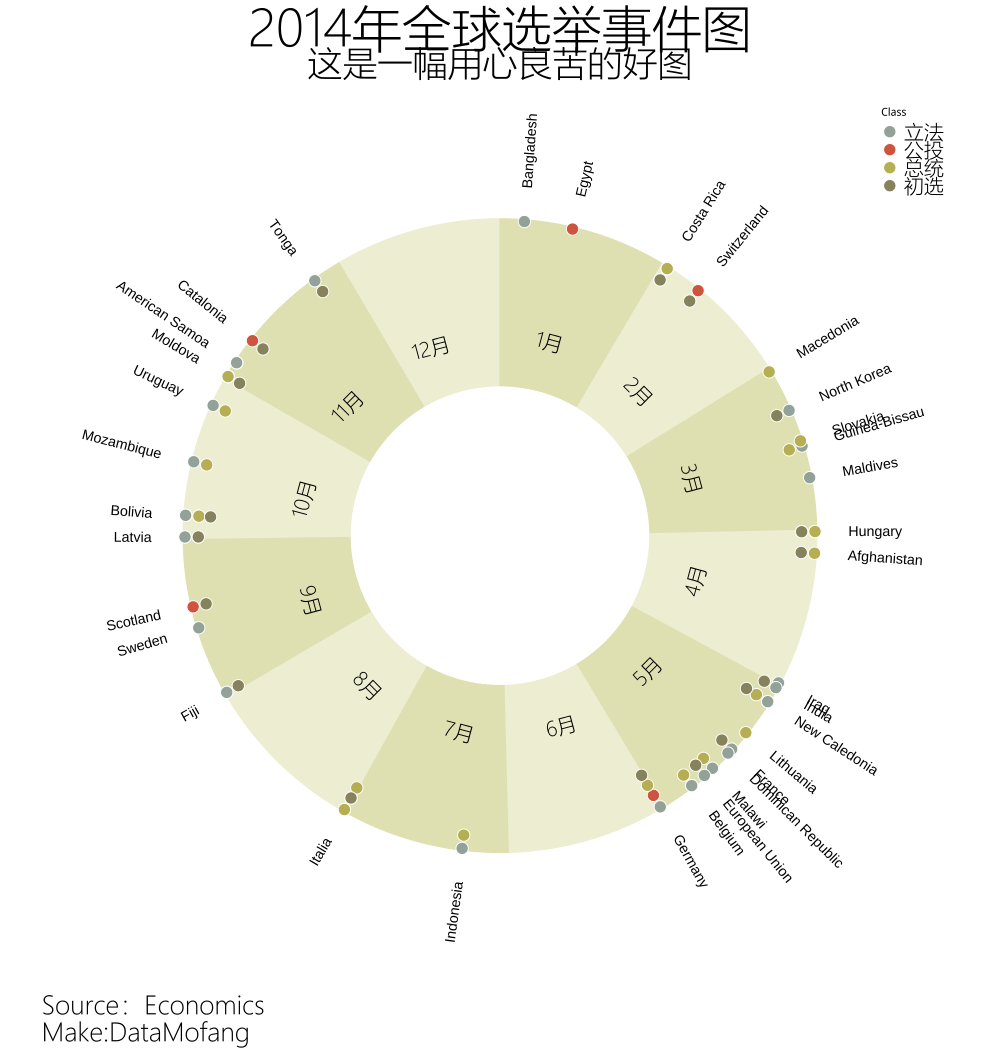 2014年全球选举事件图
这是一幅用心良苦的好图
Class
立法
公投
总统
初选
Bangladesh
Egypt
Costa Rica
Switzerland
Macedonia
North Korea
Slovakia
Guinea-Bissau
Maldives
Hungary
Afghanistan
Iraq
India
New Caledonia
Lithuania
France
Dominican Republic
Malawi
European Union
Belgium
Germany
Indonesia
Italia
Fiji
Sweden
Scotland
Latvia
Bolivia
Mozambique
Uruguay
Moldova
American Samoa
Catalonia
Tonga
1月
2月
3月
4月
5月
6月
7月
8月
9月
10月
11月
12月
Source：Economics
Make:DataMofang